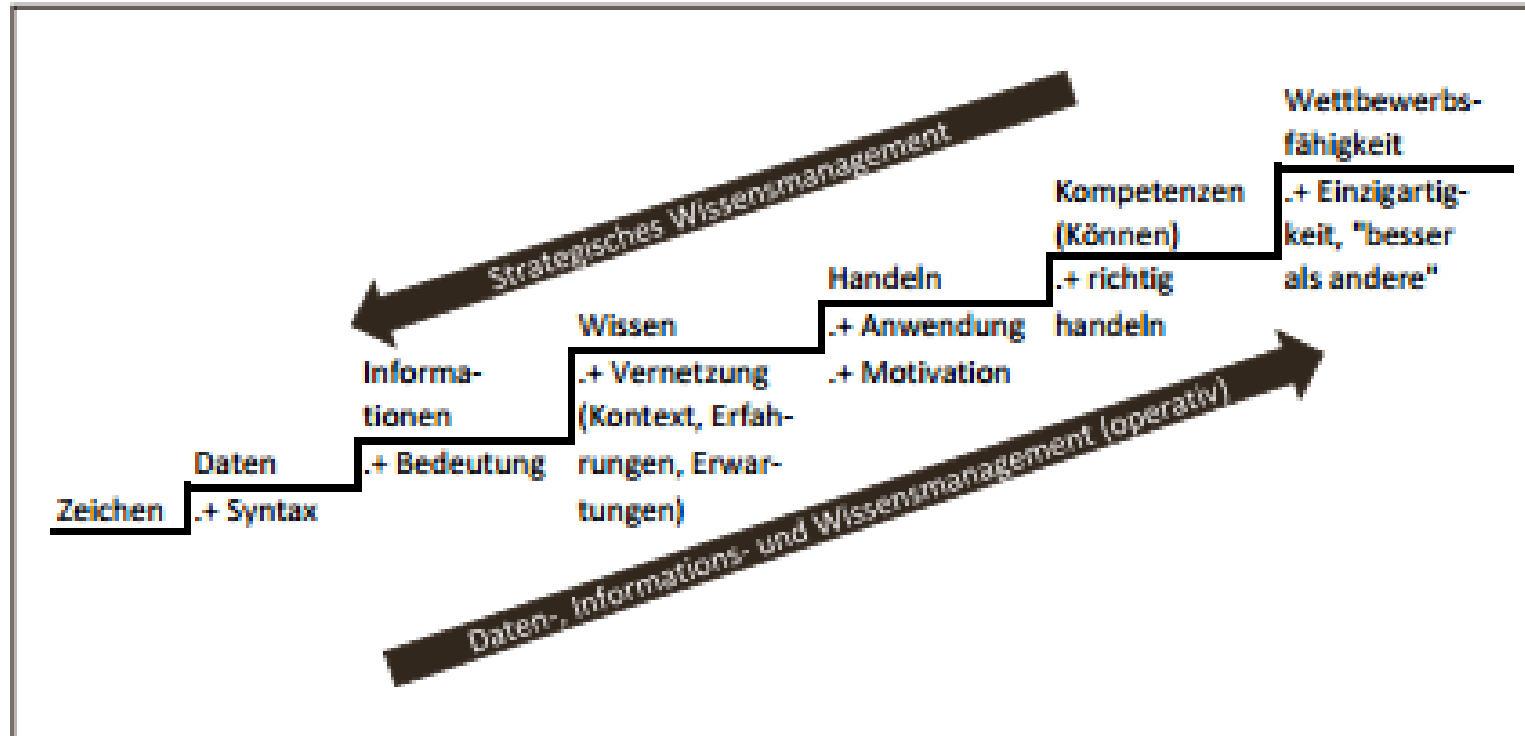 Zeichen
Daten
.+ Syntax
Informa-
tionen
.+ Bedeutung
Wissen
.+ Vernetzung
(Kontext, Erfah-
rungen, Erwar-
tungen)
Handeln
.+ Anwendung
.+ Motivation
Kompetenzen
(Können)
.+ richtig
handeln
Wettbewerbs-
fähigkeit
.+ Einzigartig-
keit, "besser
als andere"
Strategisches Wissensmanagement
Daten-, Informations- und Wissensmanagement (operativ)